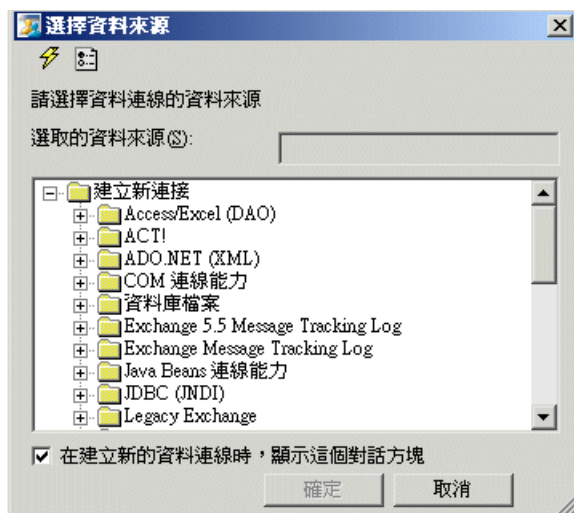 選擇資料來源
請選擇資料連線的資料來源
選取的資料來源(S):
建立新連接
Access/Excel (DAO)
ACT!
ADO.NET (XML)
COM 連線能力
資料庫檔案
Exchange 5.5 Message Tracking Log
Exchange Message Tracking Log
Java Beans 連線能力
JDBC (JNDI)
Legacy Exchange
在建立新的資料連線時，顯示這個對話方塊
確定 取消